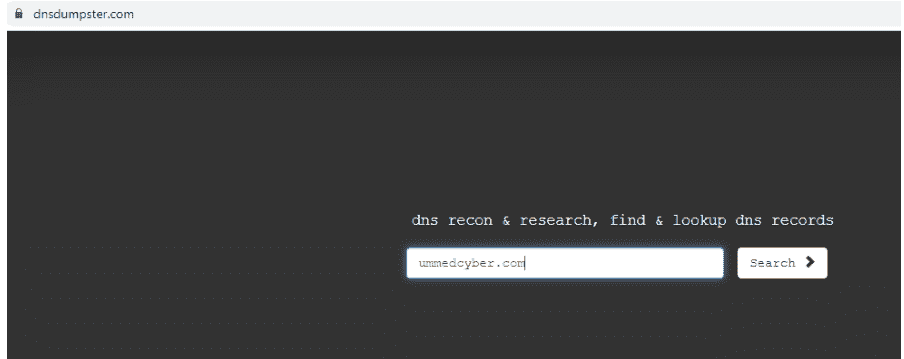 dnsdumpster.com
dns recon & research, find & lookup dns records
ummedcyber.com
Search